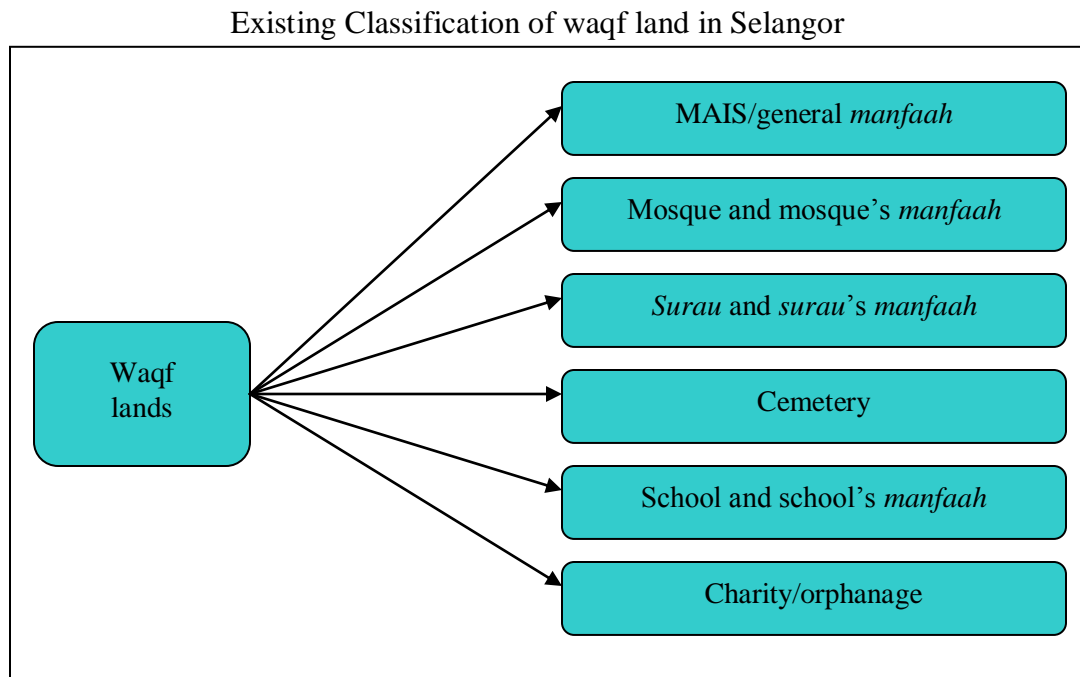 Existing Classification of waqf land in Selangor
MAIS/general manfaah
Mosque and mosque’s manfaah
Surau and surau’s manfaah
Waqf
lands
Cemetery
School and school’s manfaah
Charity/orphanage